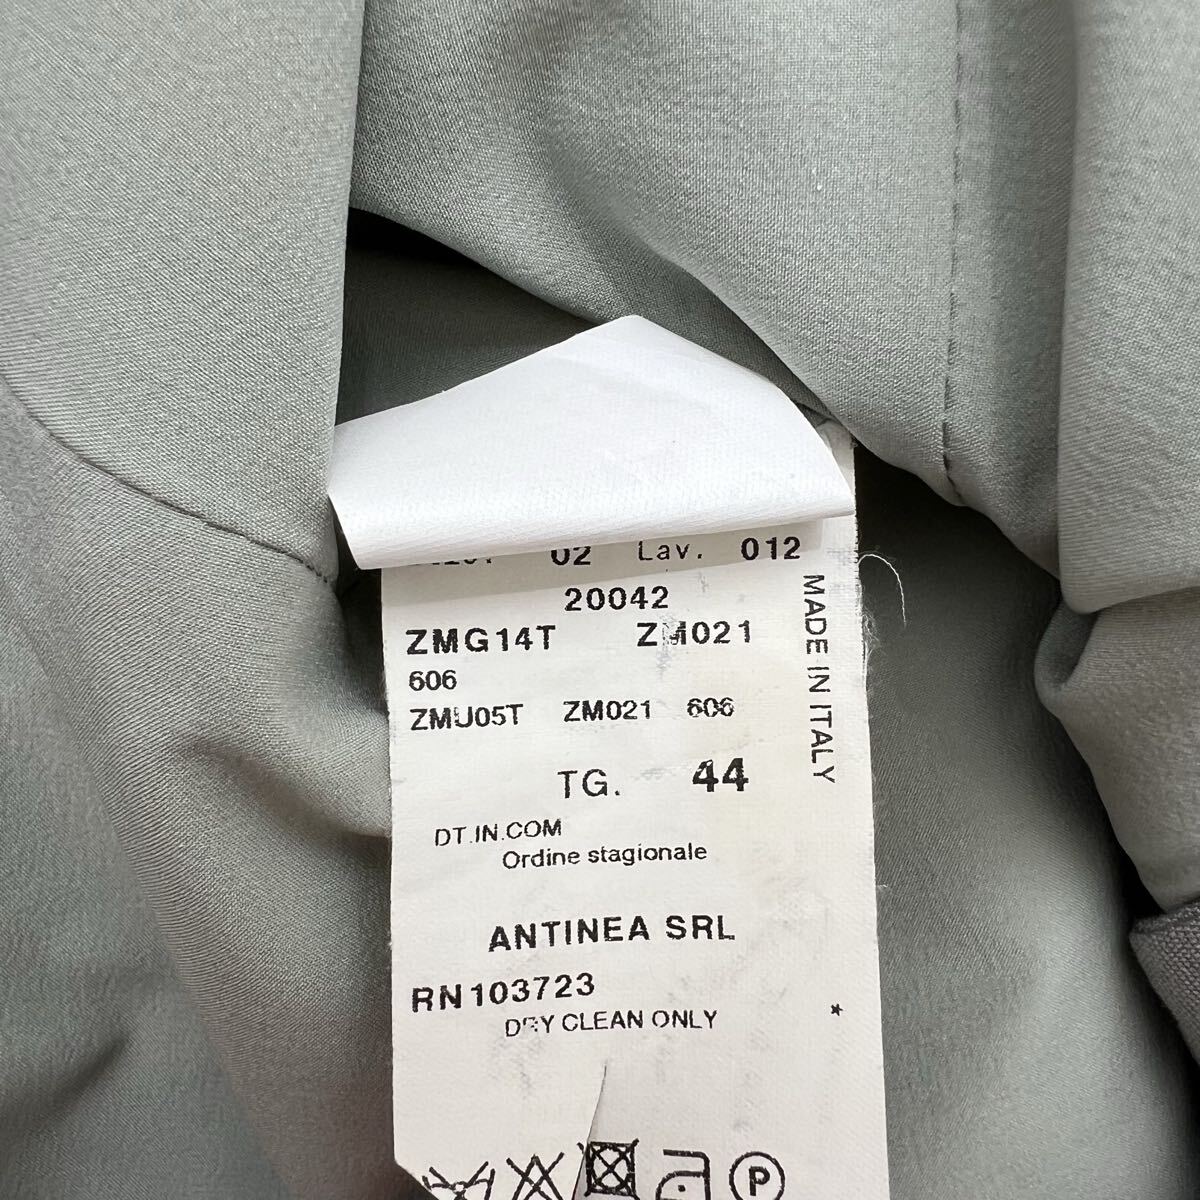 02 Lav. 012
20042
ZMG14T ZM021
606
ZMU05T ZM021 606
TG. 44
DT.IN.COM
Ordine stagionale
ANTINEA SRL
RN103723
DRY CLEAN ONLY *
P
MADE IN ITALY